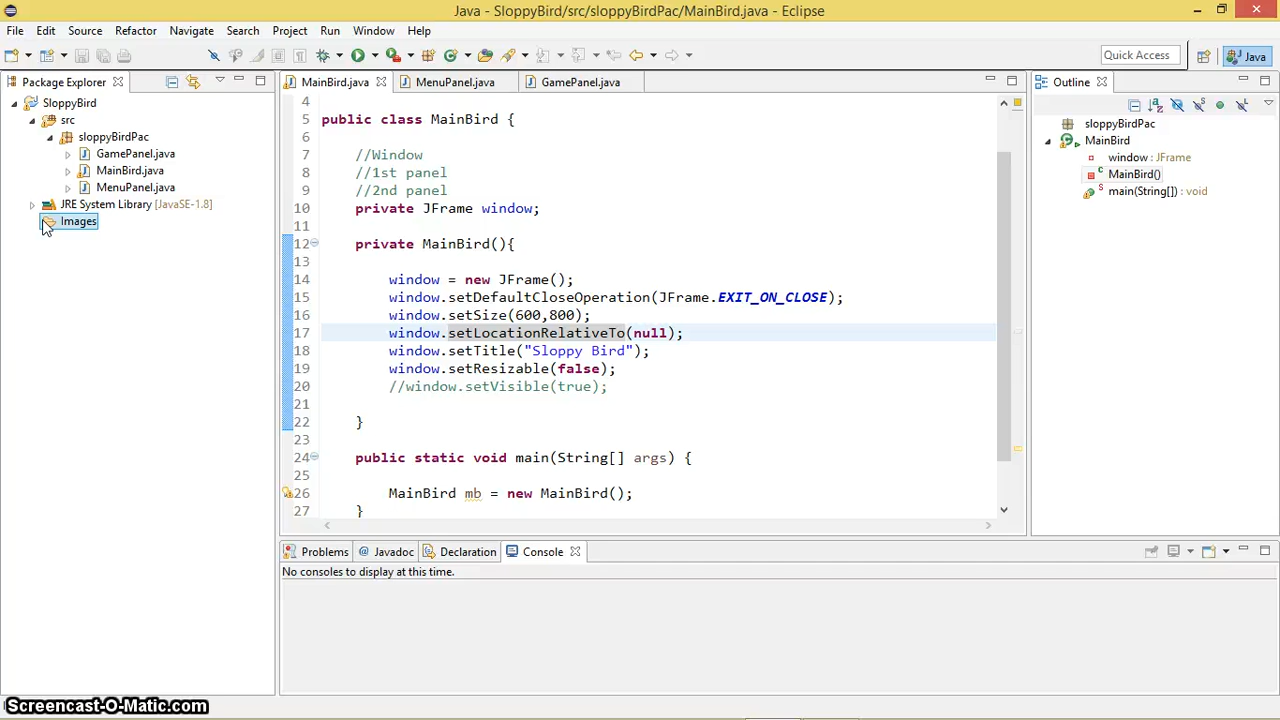 Java - SloppyBird/src/sloppyBirdPac/MainBird.java - Eclipse
File Edit Source Refactor Navigate Search Project Run Window Help
Quick Access
Java
Package Explorer
MainBird.java
MenuPanel.java
GamePanel.java
Outline
SloppyBird
src
sloppyBirdPac
GamePanel.java
MainBird.java
MenuPanel.java
JRE System Library [JavaSE-1.8]
Images
4
5 public class MainBird {
6
7 //Window
8 //1st panel
9 //2nd panel
10 private JFrame window;
11
12 private MainBird(){
13
14 window = new JFrame();
15 window.setDefaultCloseOperation(JFrame.EXIT_ON_CLOSE);
16 window.setSize(600,800);
17 window.setLocationRelativeTo(null);
18 window.setTitle("Sloppy Bird");
19 window.setResizable(false);
20 //window.setVisible(true);
21
22 }
23
24 public static void main(String[] args) {
25
26 MainBird mb = new MainBird();
27 }
sloppyBirdPac
MainBird
window : JFrame
MainBird()
main(String[]) : void
Problems
Javadoc
Declaration
Console
No consoles to display at this time.
Screencast-O-Matic.com